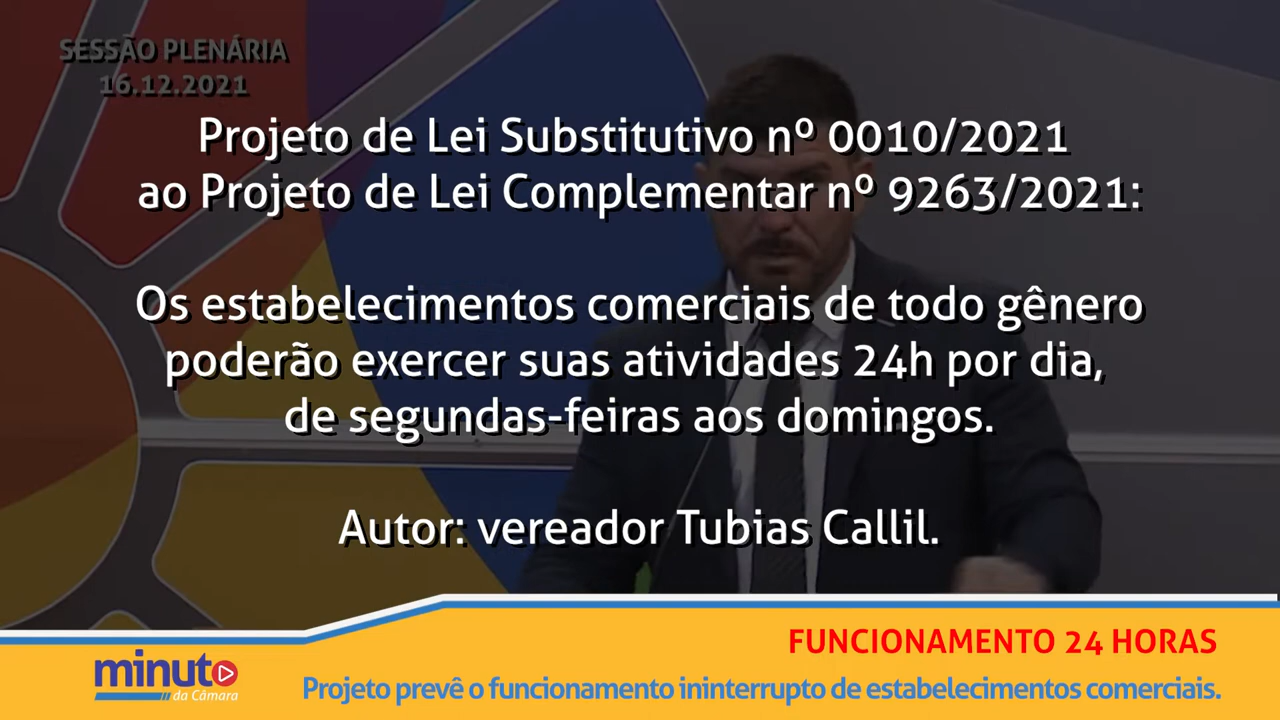 SESSÃO PLENÁRIA
16.12.2021
Projeto de Lei Substitutivo nº 0010/2021
ao Projeto de Lei Complementar nº 9263/2021:
Os estabelecimentos comerciais de todo gênero
poderão exercer suas atividades 24h por dia,
de segundas-feiras aos domingos.
Autor: vereador Tubias Callil.
FUNCIONAMENTO 24 HORAS
minuto
da Câmara
Projeto prevê o funcionamento ininterrupto de estabelecimentos comerciais.